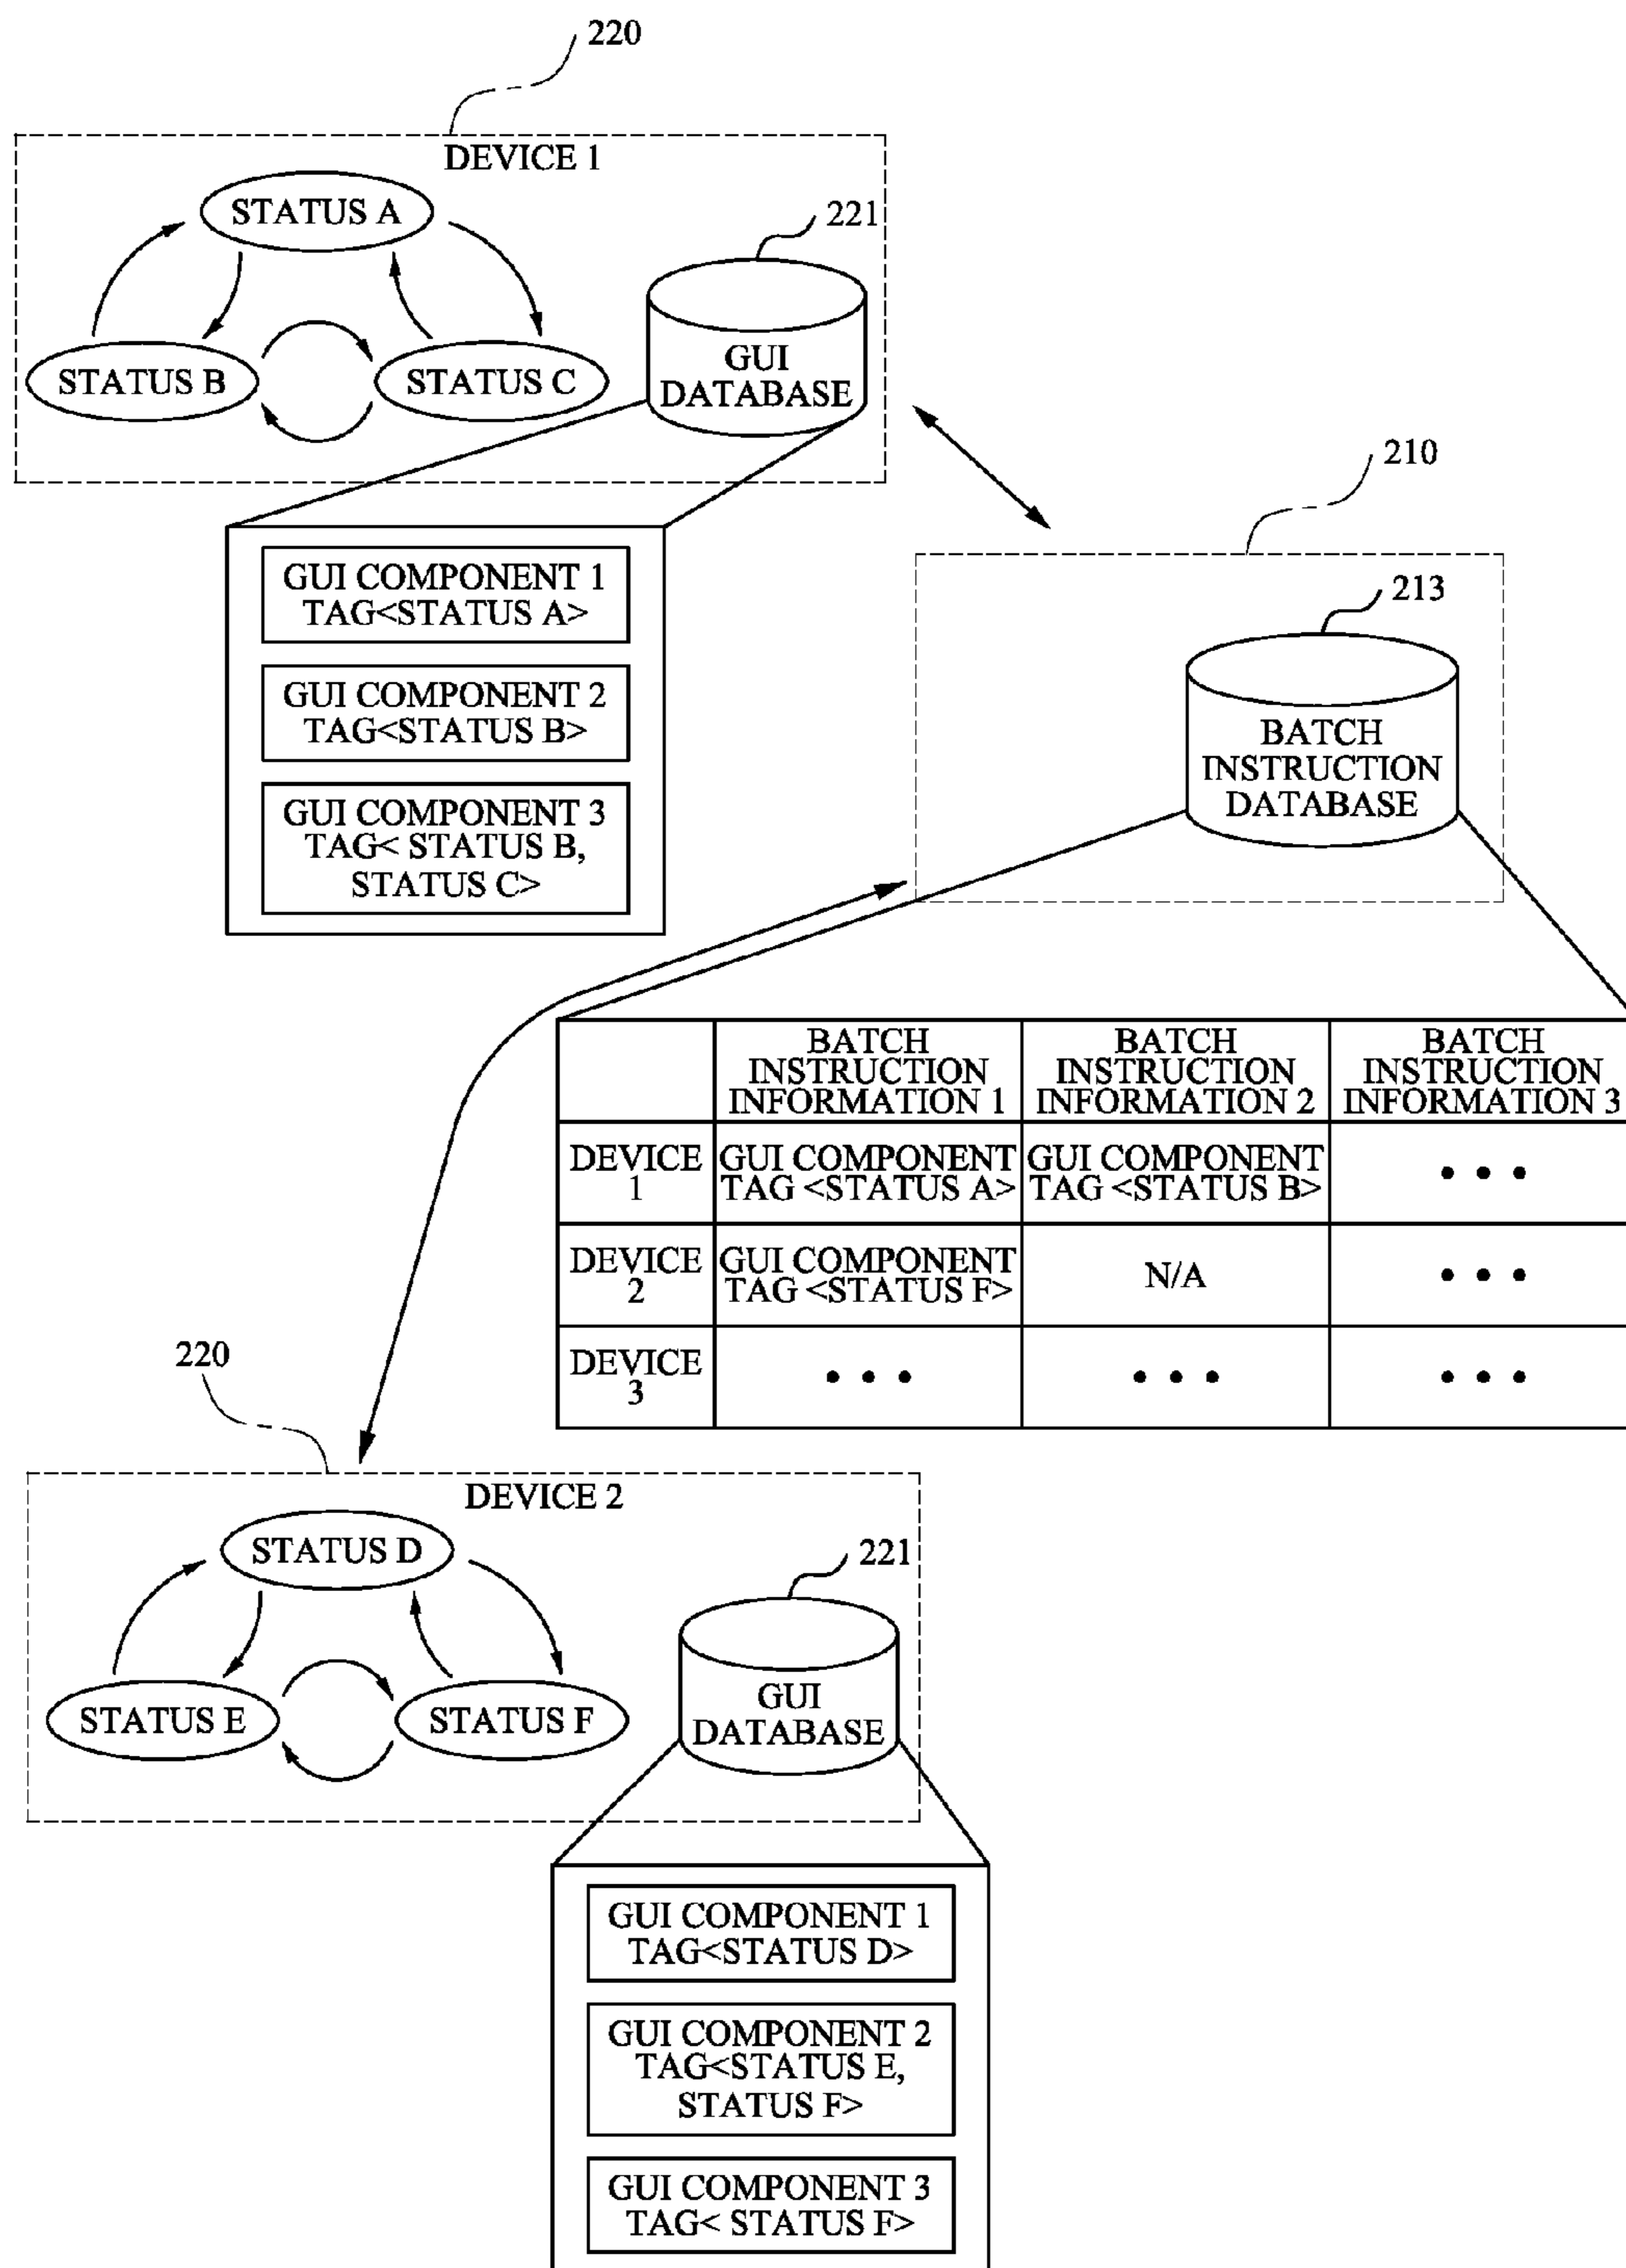 220
DEVICE 1
STATUS A
221
STATUS B
STATUS C
GUI
DATABASE
210
GUI COMPONENT 1
TAG<STATUS A>
213
GUI COMPONENT 2
TAG<STATUS B>
BATCH
INSTRUCTION
DATABASE
GUI COMPONENT 3
TAG< STATUS B,
STATUS C>
BATCH
INSTRUCTION
INFORMATION 1
BATCH
INSTRUCTION
INFORMATION 2
BATCH
INSTRUCTION
INFORMATION 3
DEVICE
1
GUI COMPONENT
TAG <STATUS A>
GUI COMPONENT
TAG <STATUS B>
• • •
DEVICE
2
GUI COMPONENT
TAG <STATUS F>
N/A
• • •
DEVICE
3
• • •
• • •
• • •
220
DEVICE 2
STATUS D
221
STATUS E
STATUS F
GUI
DATABASE
GUI COMPONENT 1
TAG<STATUS D>
GUI COMPONENT 2
TAG<STATUS E,
STATUS F>
GUI COMPONENT 3
TAG< STATUS F>